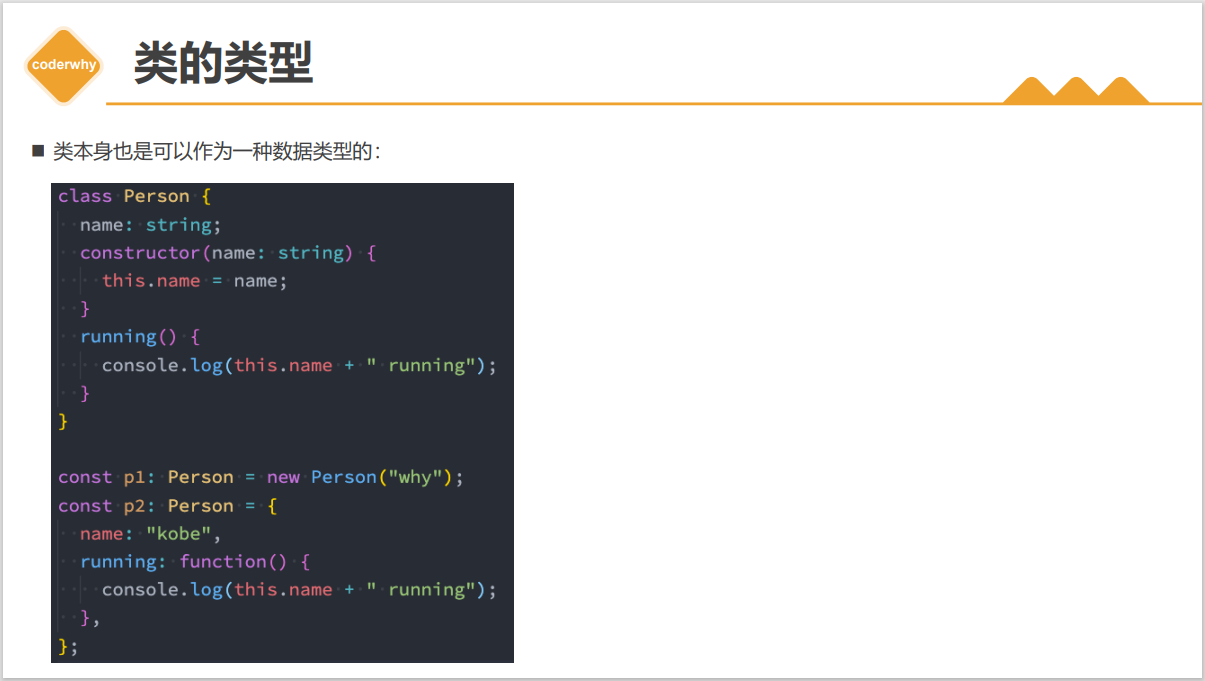 coderwhy
类的类型
类本身也是可以作为一种数据类型的：
class Person {
  name: string;
  constructor(name: string) {
    this.name = name;
  }
  running() {
    console.log(this.name + " running");
  }
}

const p1: Person = new Person("why");
const p2: Person = {
  name: "kobe",
  running: function() {
    console.log(this.name + " running");
  },
};